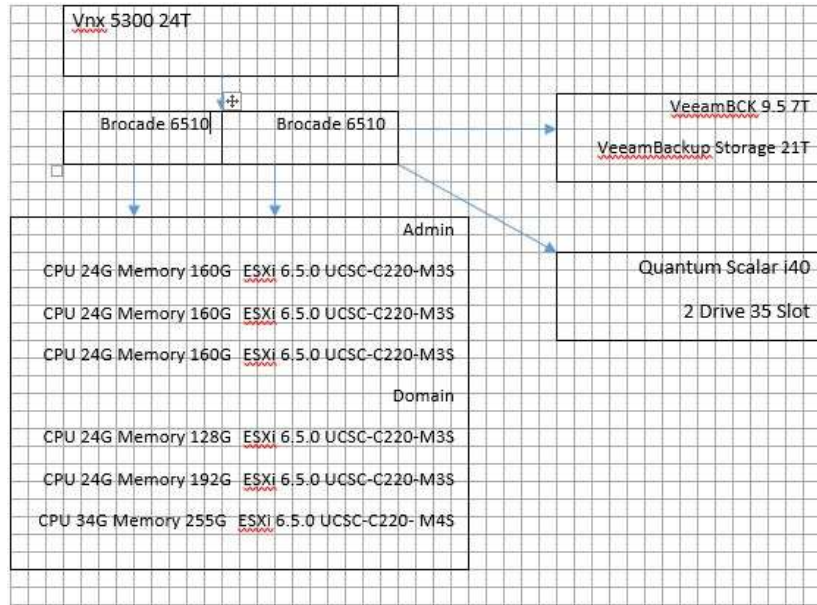 Vnx 5300 24T
Brocade 6510
Brocade 6510
VeeamBCK 9.5 7T
VeeamBackup Storage 21T
Admin
CPU 24G Memory 160G ESXi 6.5.0 UCSC-C220-M3S
CPU 24G Memory 160G ESXi 6.5.0 UCSC-C220-M3S
CPU 24G Memory 160G ESXi 6.5.0 UCSC-C220-M3S
Domain
CPU 24G Memory 128G ESXi 6.5.0 UCSC-C220-M3S
CPU 24G Memory 192G ESXi 6.5.0 UCSC-C220-M3S
CPU 34G Memory 255G ESXi 6.5.0 UCSC-C220- M4S
Quantum Scalar i40
2 Drive 35 Slot